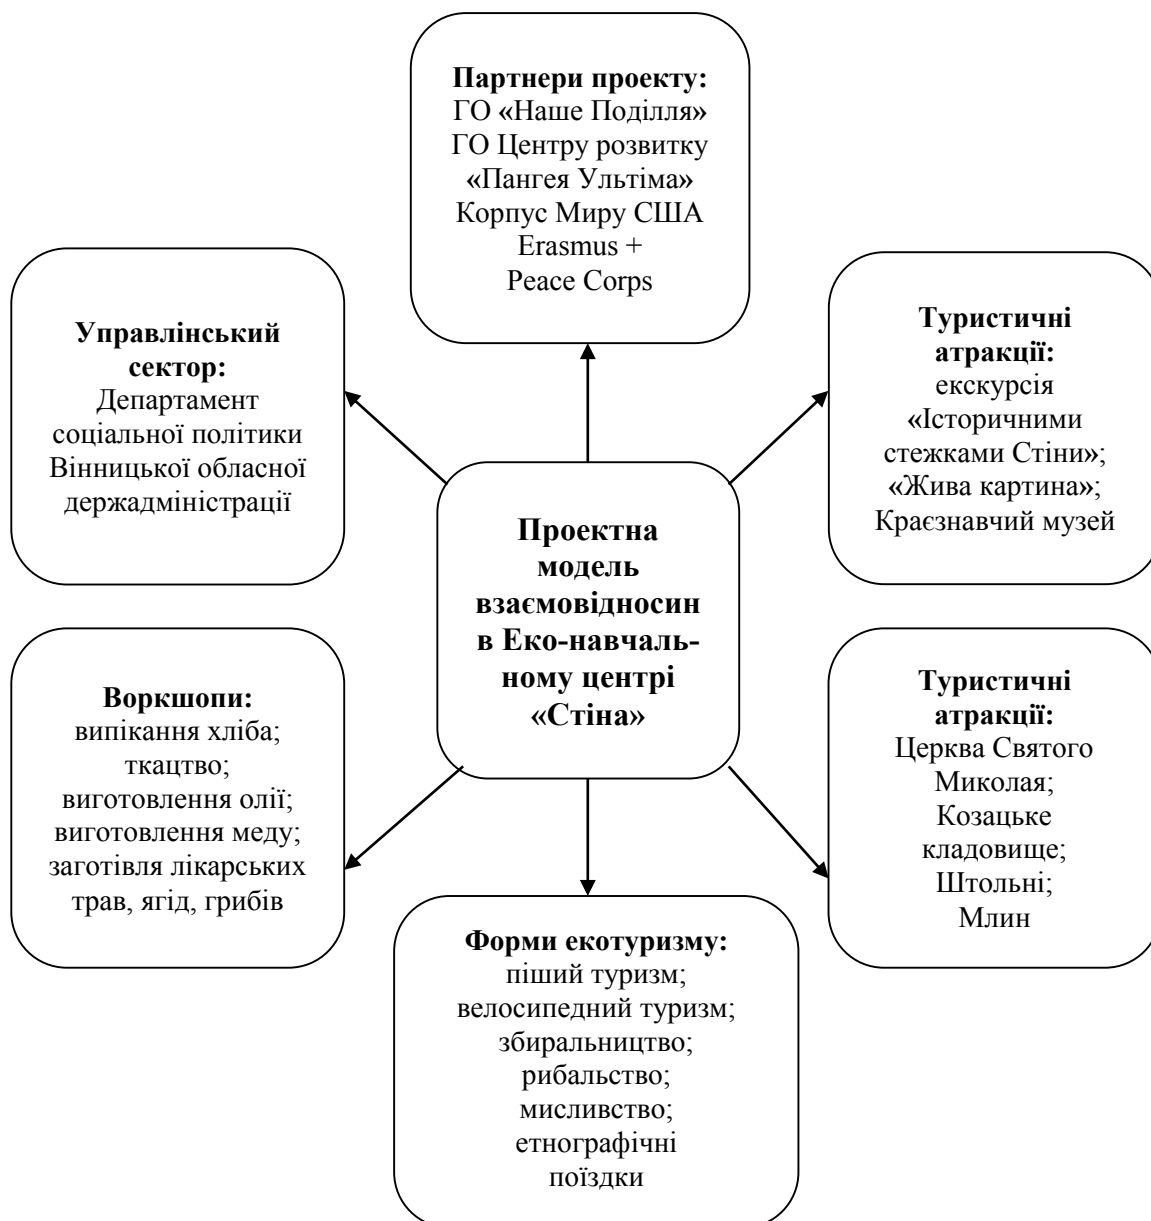 Партнери проекту:
ГО «Наше Поділля»
ГО Центру розвитку
«Пангея Ультіма»
Корпус Миру США
Erasmus +
Peace Corps
Управлінський
сектор:
Департамент
соціальної політики
Вінницької обласної
держадміністрації
Туристичні
атракції:
екскурсія
«Історичними
стежками Стіни»;
«Жива картина»;
Краєзнавчий музей
Проектна
модель
взаємовідносин
в Еко-навчаль-
ному центрі
«Стіна»
Воркшопи:
випікання хліба;
ткацтво;
виготовлення олії;
виготовлення меду;
заготівля лікарських
трав, ягід, грибів
Туристичні
атракції:
Церква Святого
Миколая;
Козацьке
кладовище;
Штольні;
Млин
Форми екотуризму:
піший туризм;
велосипедний туризм;
збиральництво;
рибальство;
мисливство;
етнографічні
поїздки